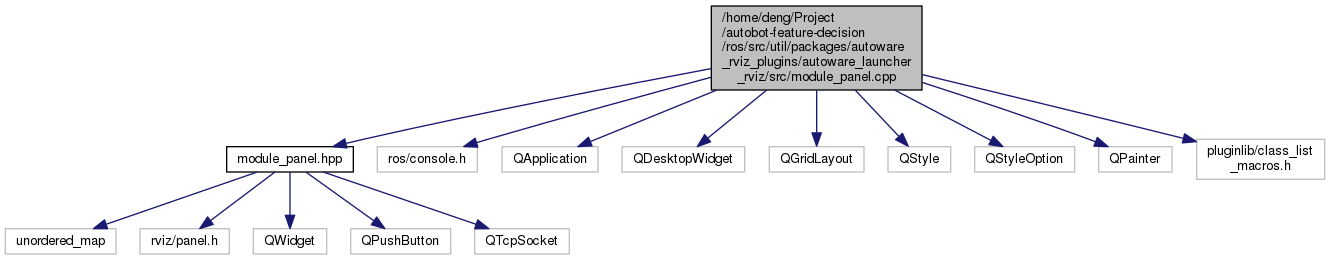 /home/deng/Project
/autobot-feature-decision
/ros/src/util/packages/autoware
_rviz_plugins/autoware_launcher
_rviz/src/module_panel.cpp
module_panel.hpp
ros/console.h
QApplication
QDesktopWidget
QGridLayout
QStyle
QStyleOption
QPainter
pluginlib/class_list
_macros.h
unordered_map
rviz/panel.h
QWidget
QPushButton
QTcpSocket